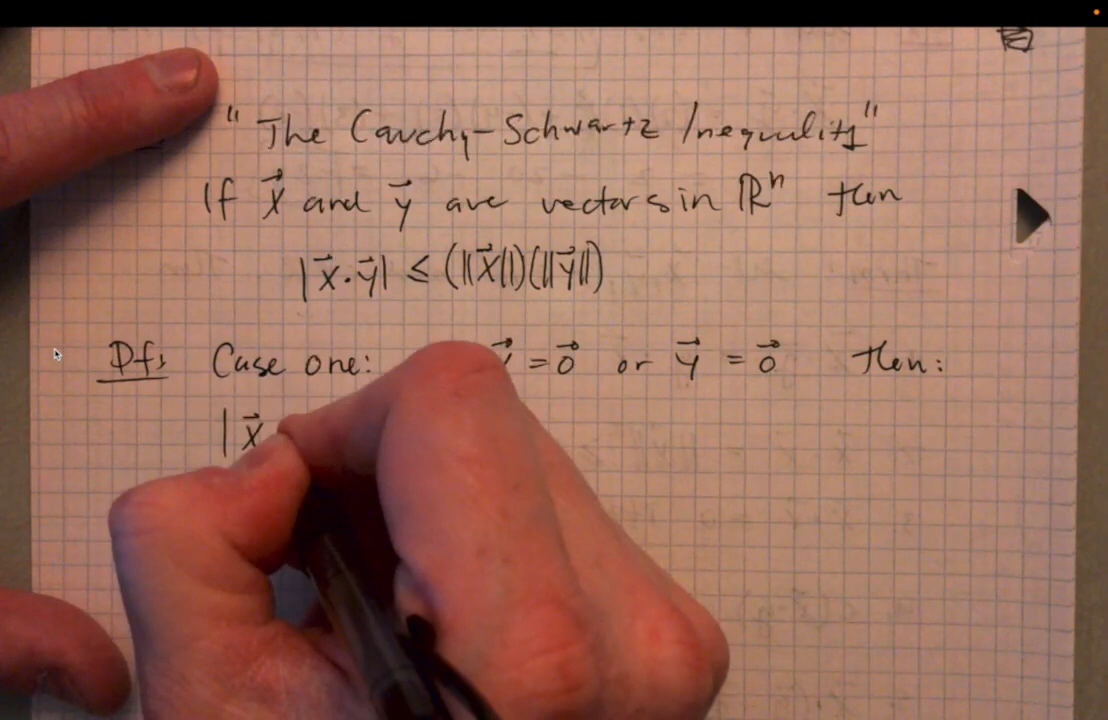 "The Cauchy-Schwartz Inequality"
If x⃗ and y⃗ are vectors in ℝⁿ then
|x⃗·y⃗| ≤ (||x⃗||)(||y⃗||)
Pf: Case one: = 0⃗ or y⃗ = 0⃗ then:
|x⃗